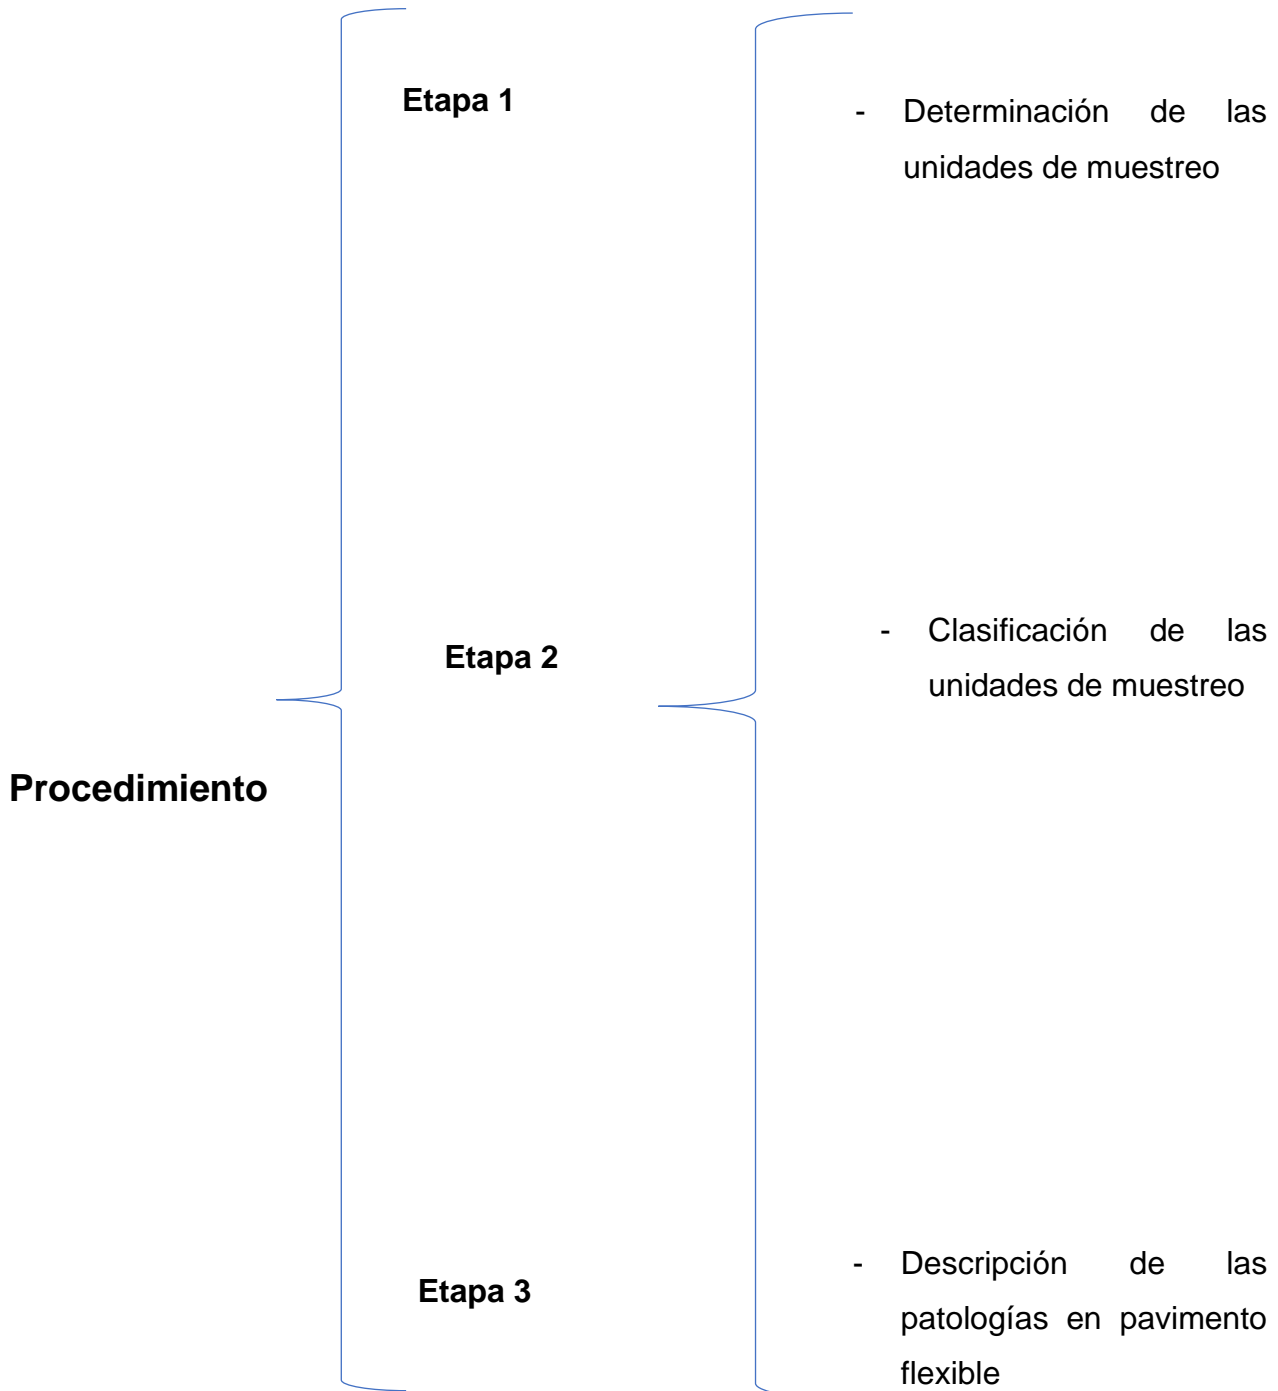 Procedimiento
Etapa 1
- Determinación de las
unidades de muestreo
Etapa 2
- Clasificación de las
unidades de muestreo
Etapa 3
- Descripción de las
patologías en pavimento
flexible